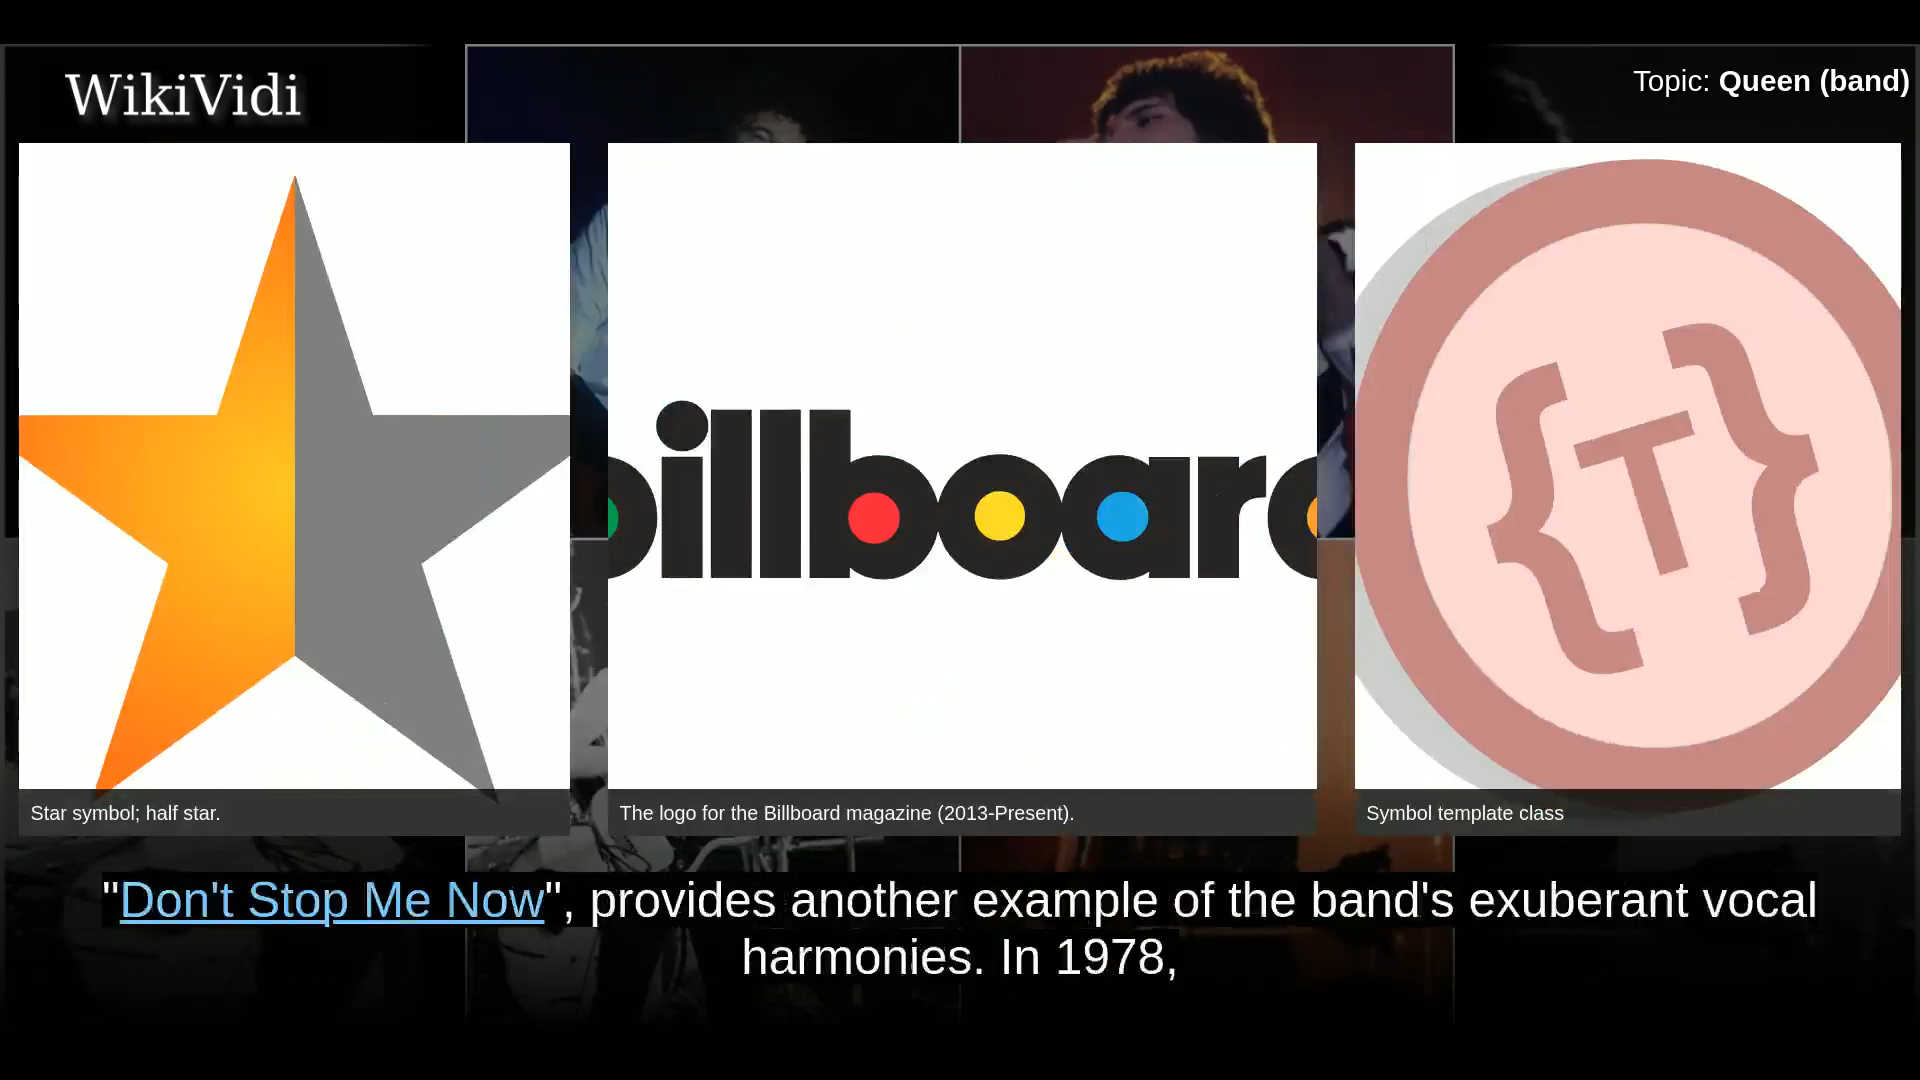 WikiVidi
Topic: Queen (band)
billboard
{T}
Star symbol; half star.
The logo for the Billboard magazine (2013-Present).
Symbol template class
"Don't Stop Me Now", provides another example of the band's exuberant vocal
harmonies. In 1978,